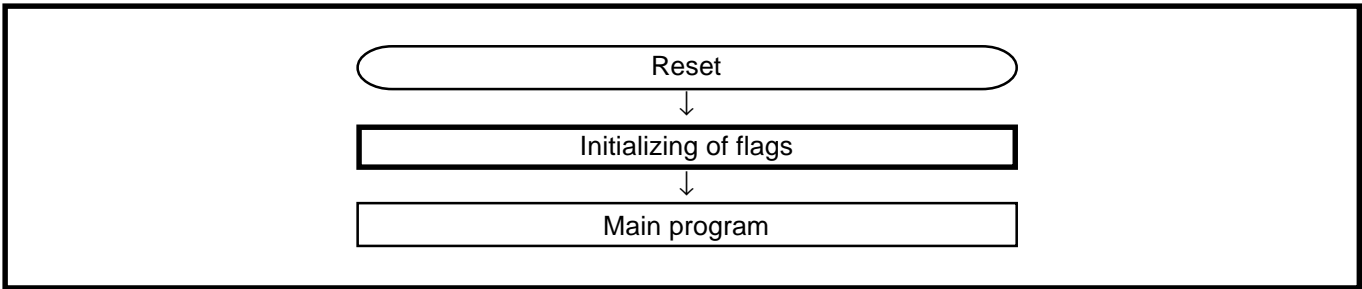 Reset
↓
Initializing of flags
↓
Main program